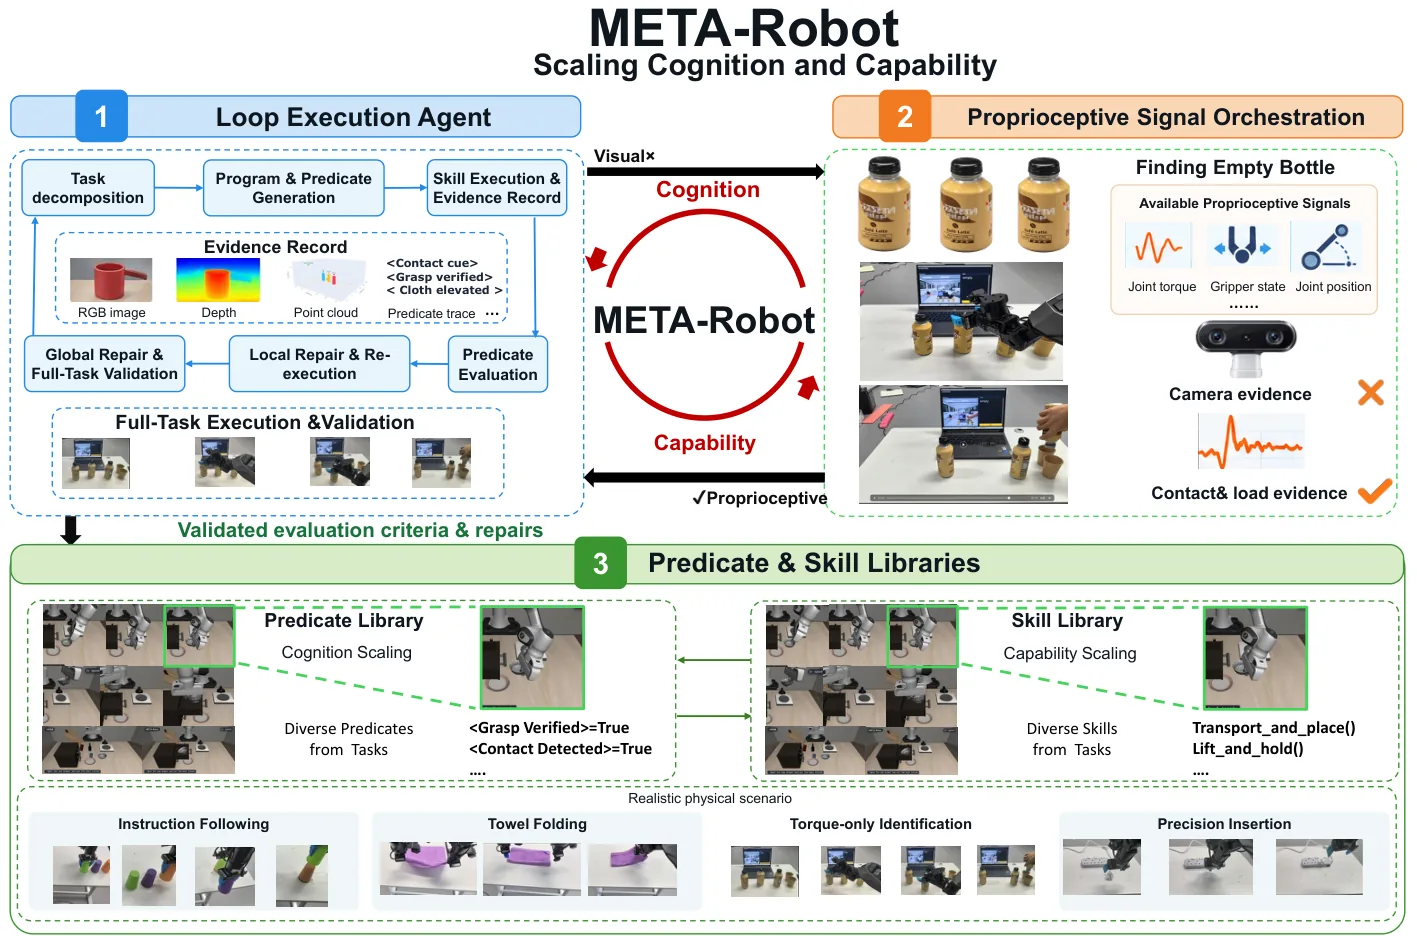 META-Robot
Scaling Cognition and Capability
1
Loop Execution Agent
Task
decomposition
Program & Predicate
Generation
Skill Execution &
Evidence Record
Evidence Record
RGB image
Depth
Point cloud
<Contact cue>
<Grasp verified>
< Cloth elevated >
Predicate trace ...
Global Repair &
Full-Task Validation
Local Repair & Re-
execution
Predicate
Evaluation
Full-Task Execution &Validation
Visual×
Cognition
META-Robot
Capability
✓Proprioceptive
2
Proprioceptive Signal Orchestration
Finding Empty Bottle
Available Proprioceptive Signals
Joint torque
Gripper state
Joint position
......
Camera evidence
Contact& load evidence
Validated evaluation criteria & repairs
3
Predicate & Skill Libraries
Predicate Library
Cognition Scaling
Diverse Predicates
from Tasks
<Grasp Verified>=True
<Contact Detected>=True
....
Skill Library
Capability Scaling
Diverse Skills
from Tasks
Transport_and_place()
Lift_and_hold()
....
Realistic physical scenario
Instruction Following
Towel Folding
Torque-only Identification
Precision Insertion